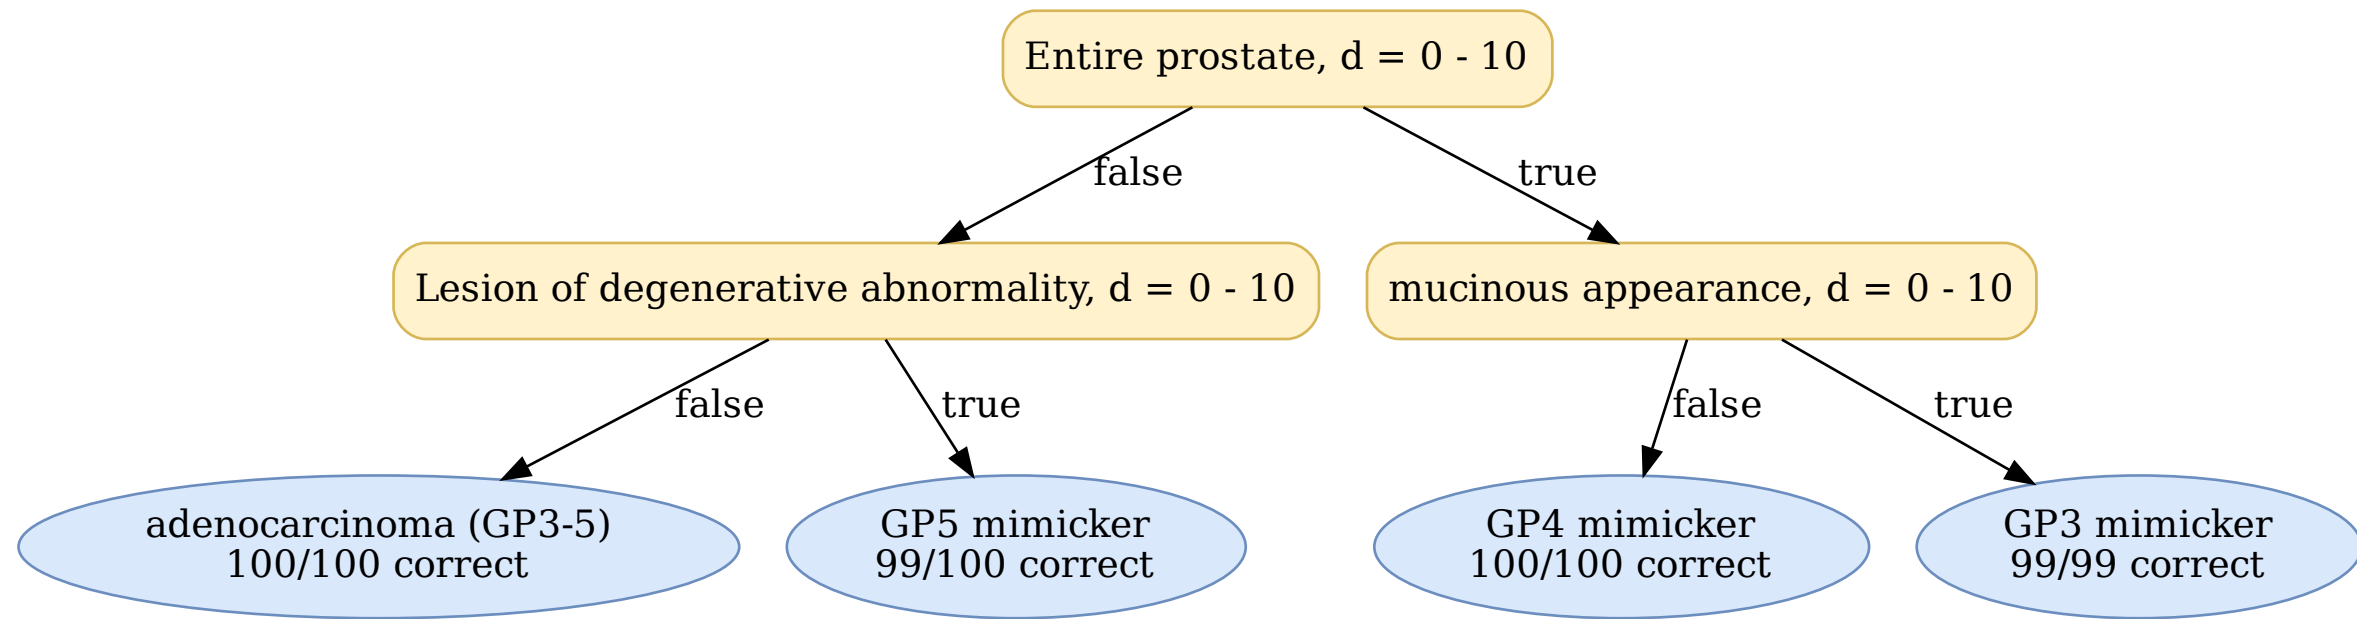 Entire prostate, d = 0 - 10
false
true
Lesion of degenerative abnormality, d = 0 - 10
mucinous appearance, d = 0 - 10
false
true
false
true
adenocarcinoma (GP3-5)
100/100 correct
GP5 mimicker
99/100 correct
GP4 mimicker
100/100 correct
GP3 mimicker
99/99 correct